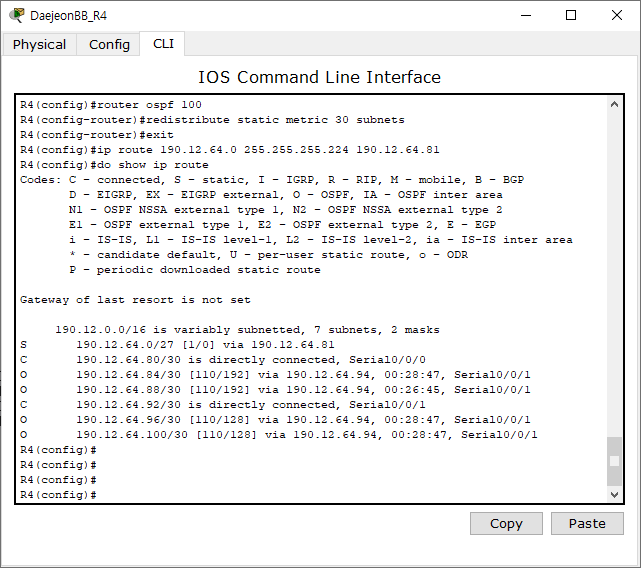 DaejeonBB_R4
Physical Config CLI
IOS Command Line Interface
R4(config)#router ospf 100
R4(config-router)#redistribute static metric 30 subnets
R4(config-router)#exit
R4(config)#ip route 190.12.64.0 255.255.255.224 190.12.64.81
R4(config)#do show ip route
Codes: C - connected, S - static, I - IGRP, R - RIP, M - mobile, B - BGP
D - EIGRP, EX - EIGRP external, O - OSPF, IA - OSPF inter area
N1 - OSPF NSSA external type 1, N2 - OSPF NSSA external type 2
E1 - OSPF external type 1, E2 - OSPF external type 2, E - EGP
i - IS-IS, L1 - IS-IS level-1, L2 - IS-IS level-2, ia - IS-IS inter area
* - candidate default, U - per-user static route, o - ODR
P - periodic downloaded static route
Gateway of last resort is not set
190.12.0.0/16 is variably subnetted, 7 subnets, 2 masks
S 190.12.64.0/27 [1/0] via 190.12.64.81
C 190.12.64.80/30 is directly connected, Serial0/0/0
O 190.12.64.84/30 [110/192] via 190.12.64.94, 00:28:47, Serial0/0/1
O 190.12.64.88/30 [110/192] via 190.12.64.94, 00:26:45, Serial0/0/1
C 190.12.64.92/30 is directly connected, Serial0/0/1
O 190.12.64.96/30 [110/128] via 190.12.64.94, 00:28:47, Serial0/0/1
O 190.12.64.100/30 [110/128] via 190.12.64.94, 00:28:47, Serial0/0/1
R4(config)#
R4(config)#
R4(config)#
R4(config)#
Copy Paste